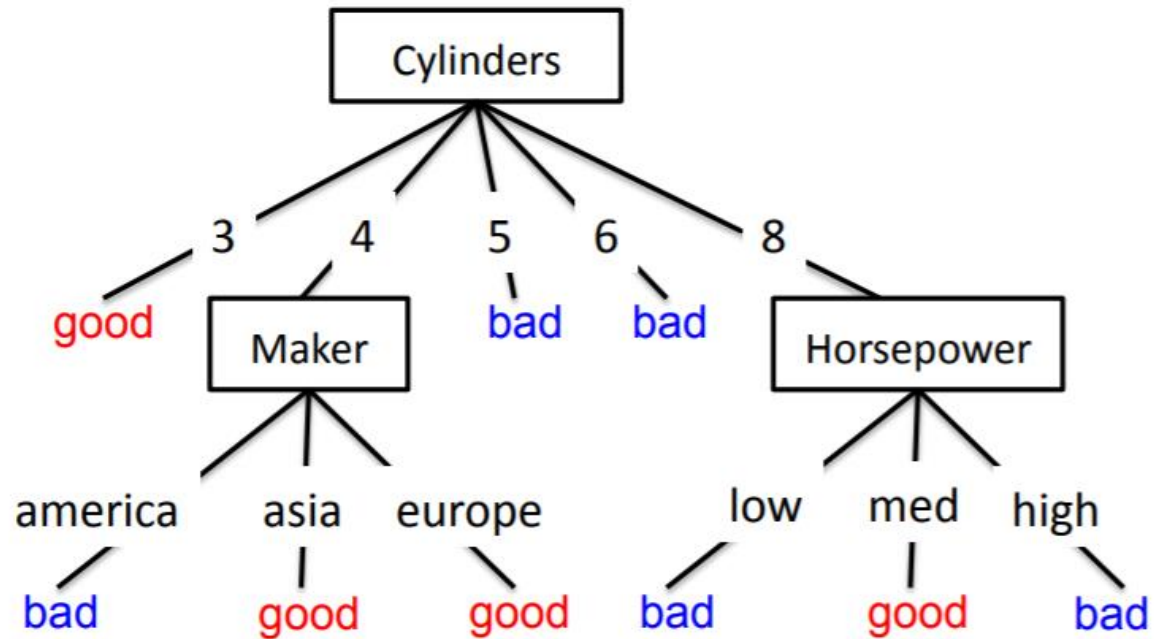 Cylinders
3 4 5 6 8
good Maker bad bad Horsepower
america asia europe low med high
bad good good bad good bad